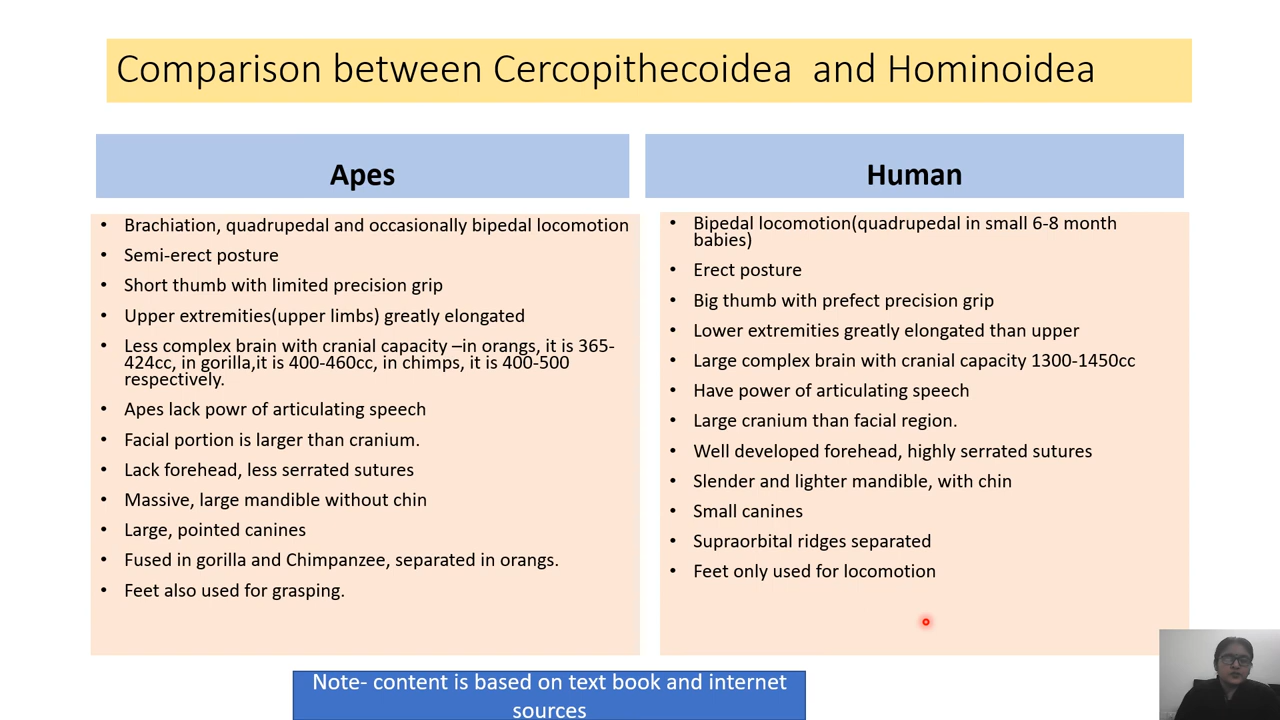 Comparison between Cercopithecoidea and Hominoidea
Apes
• Brachiation, quadrupedal and occasionally bipedal locomotion
• Semi-erect posture
• Short thumb with limited precision grip
• Upper extremities(upper limbs) greatly elongated
• Less complex brain with cranial capacity –in orangs, it is 365-
424cc, in gorilla,it is 400-460cc, in chimps, it is 400-500
respectively.
• Apes lack powr of articulating speech
• Facial portion is larger than cranium.
• Lack forehead, less serrated sutures
• Massive, large mandible without chin
• Large, pointed canines
• Fused in gorilla and Chimpanzee, separated in orangs.
• Feet also used for grasping.
Human
• Bipedal locomotion(quadrupedal in small 6-8 month
babies)
• Erect posture
• Big thumb with prefect precision grip
• Lower extremities greatly elongated than upper
• Large complex brain with cranial capacity 1300-1450cc
• Have power of articulating speech
• Large cranium than facial region.
• Well developed forehead, highly serrated sutures
• Slender and lighter mandible, with chin
• Small canines
• Supraorbital ridges separated
• Feet only used for locomotion
Note- content is based on text book and internet
sources